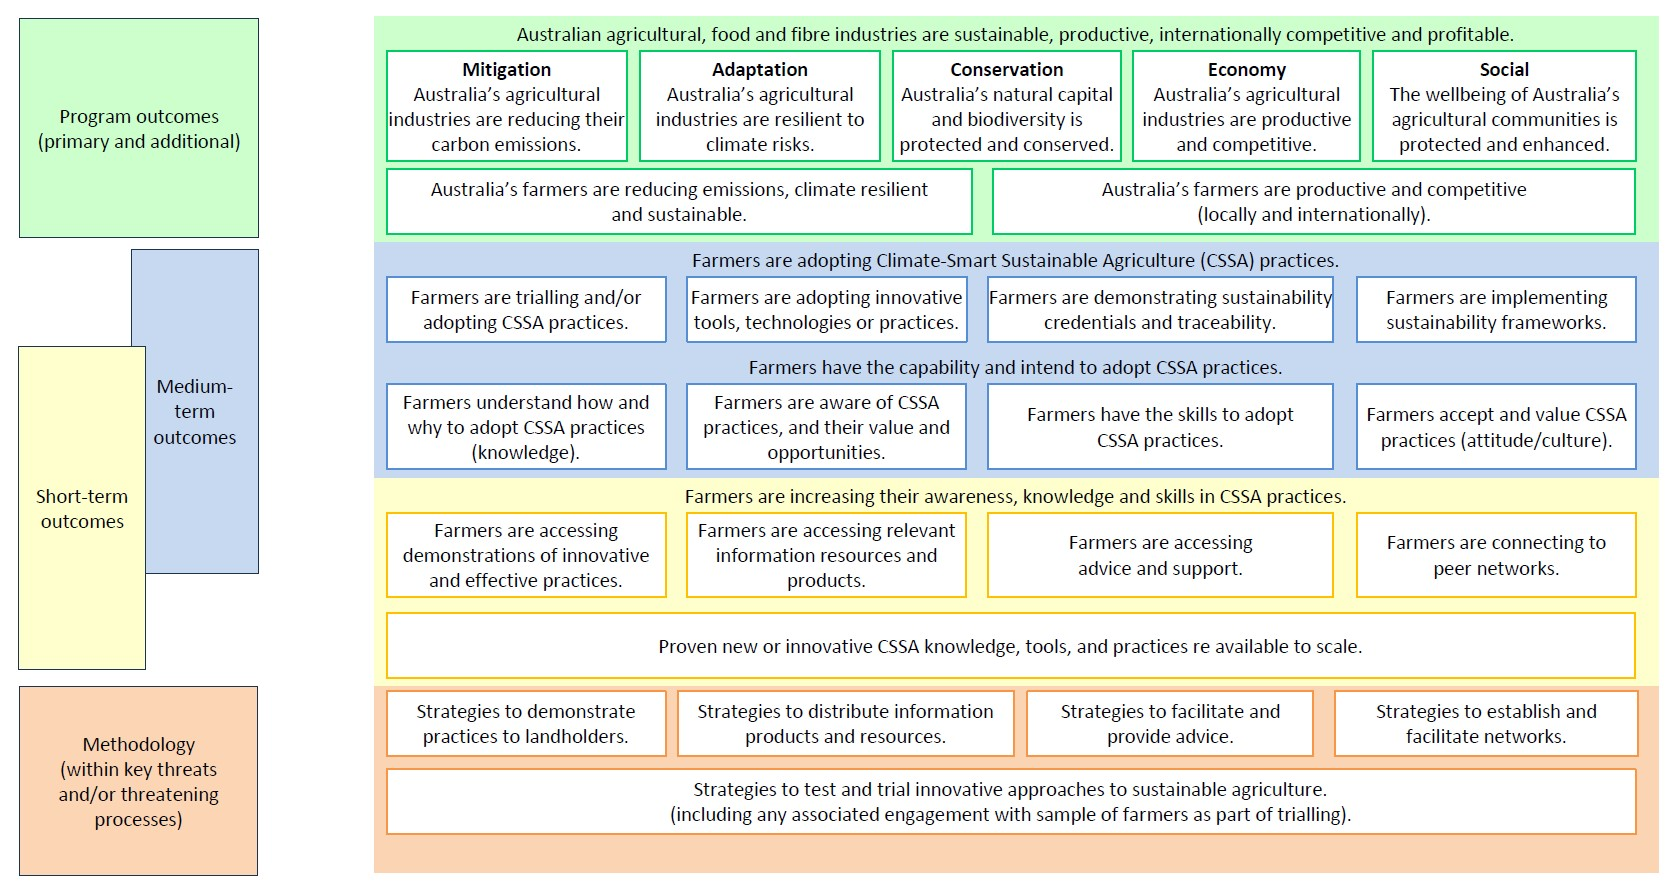 Program outcomes
(primary and additional)
Australian agricultural, food and fibre industries are sustainable, productive, internationally competitive and profitable.
Mitigation
Australia’s agricultural
industries are reducing their
carbon emissions.
Adaptation
Australia’s agricultural
industries are resilient to
climate risks.
Conservation
Australia’s natural capital
and biodiversity is
protected and conserved.
Economy
Australia’s agricultural
industries are productive
and competitive.
Social
The wellbeing of Australia’s
agricultural communities is
protected and enhanced.
Australia’s farmers are reducing emissions, climate resilient
and sustainable.
Australia’s farmers are productive and competitive
(locally and internationally).
Medium-
term
outcomes
Farmers are adopting Climate-Smart Sustainable Agriculture (CSSA) practices.
Farmers are trialling and/or
adopting CSSA practices.
Farmers are adopting innovative
tools, technologies or practices.
Farmers are demonstrating sustainability
credentials and traceability.
Farmers are implementing
sustainability frameworks.
Farmers have the capability and intend to adopt CSSA practices.
Farmers understand how and
why to adopt CSSA practices
(knowledge).
Farmers are aware of CSSA
practices, and their value and
opportunities.
Farmers have the skills to adopt
CSSA practices.
Farmers accept and value CSSA
practices (attitude/culture).
Short-term
outcomes
Farmers are increasing their awareness, knowledge and skills in CSSA practices.
Farmers are accessing
demonstrations of innovative
and effective practices.
Farmers are accessing relevant
information resources and
products.
Farmers are accessing
advice and support.
Farmers are connecting to
peer networks.
Proven new or innovative CSSA knowledge, tools, and practices re available to scale.
Methodology
(within key threats
and/or threatening
processes)
Strategies to demonstrate
practices to landholders.
Strategies to distribute information
products and resources.
Strategies to facilitate and
provide advice.
Strategies to establish and
facilitate networks.
Strategies to test and trial innovative approaches to sustainable agriculture.
(including any associated engagement with sample of farmers as part of trialling).